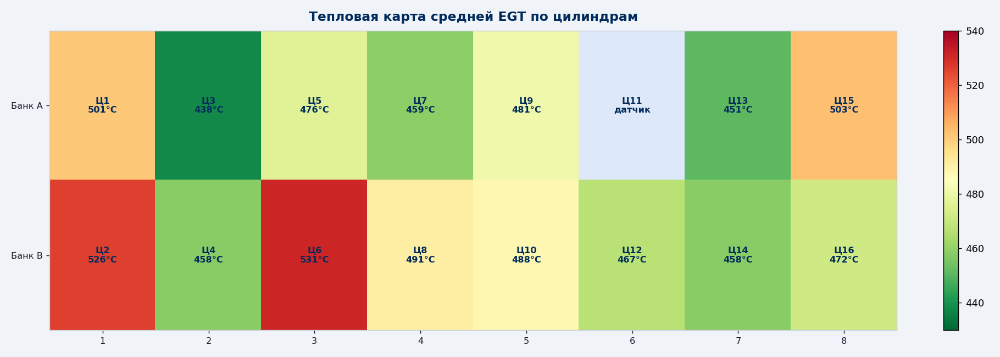 Тепловая карта средней EGT по цилиндрам
Банк A
Ц1
501°C
Ц3
438°C
Ц5
476°C
Ц7
459°C
Ц9
481°C
Ц11
датчик
Ц13
451°C
Ц15
503°C
Банк B
Ц2
526°C
Ц4
458°C
Ц6
531°C
Ц8
491°C
Ц10
488°C
Ц12
467°C
Ц14
458°C
Ц16
472°C
1
2
3
4
5
6
7
8
540
520
500
480
460
440